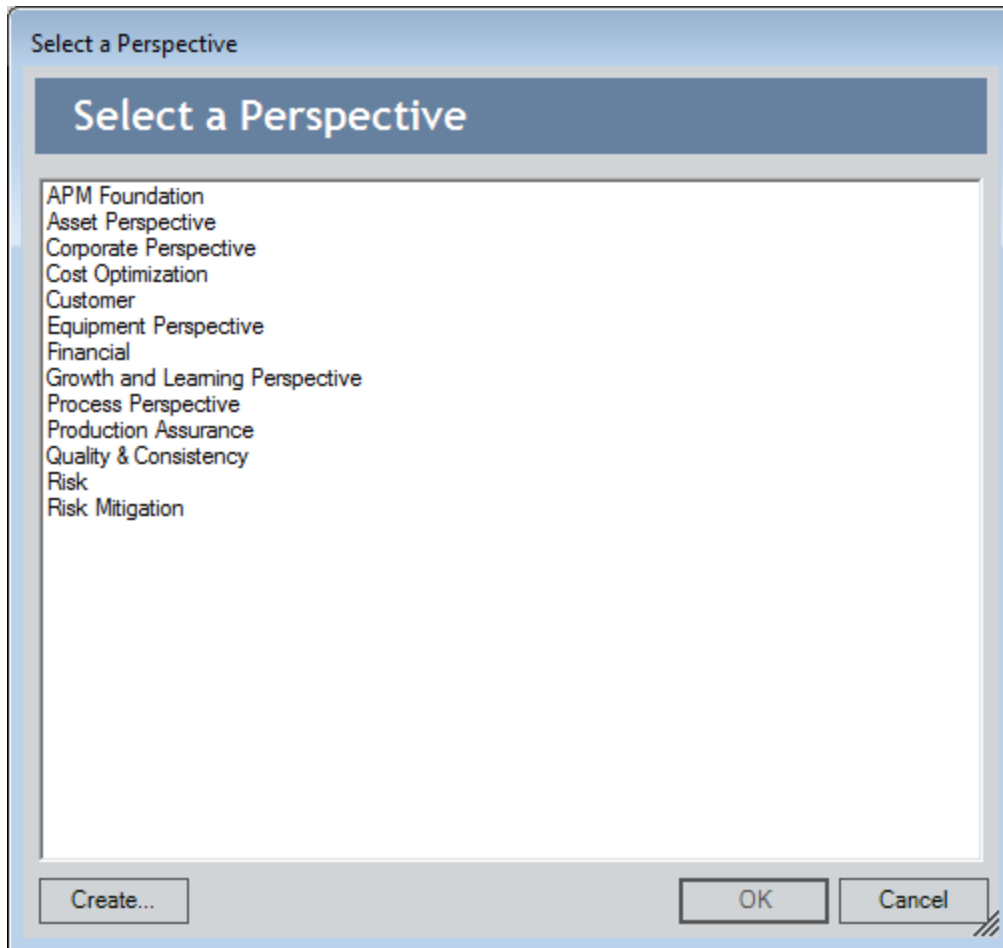 Select a Perspective
Select a Perspective
APM Foundation
Asset Perspective
Corporate Perspective
Cost Optimization
Customer
Equipment Perspective
Financial
Growth and Learning Perspective
Process Perspective
Production Assurance
Quality & Consistency
Risk
Risk Mitigation
Create... OK Cancel